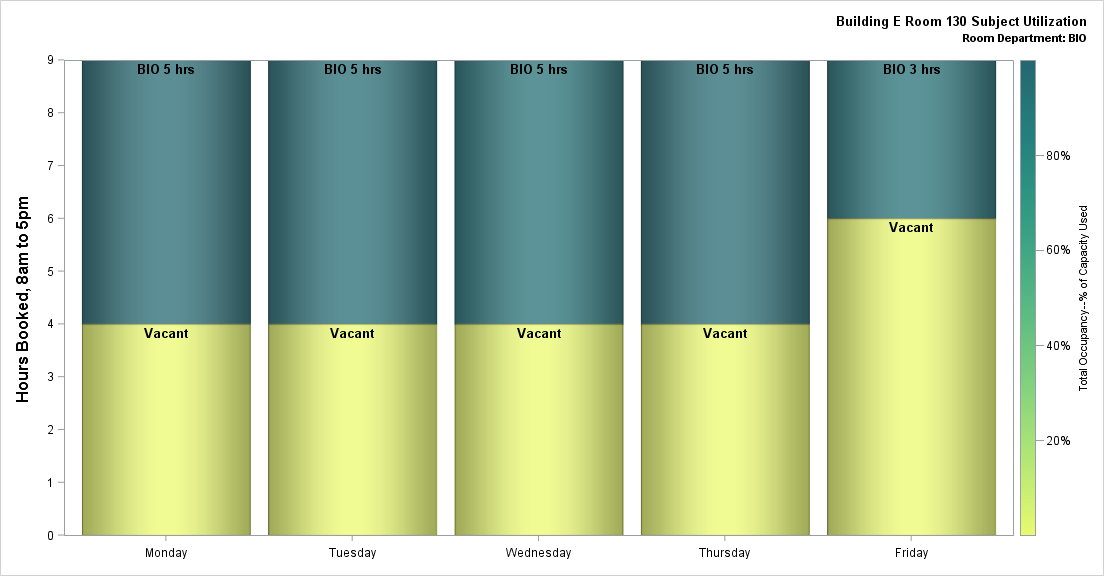 Building E Room 130 Subject Utilization
Room Department: BIO
Hours Booked, 8am to 5pm
9
8
7
6
5
4
3
2
1
0
BIO 5 hrs
BIO 5 hrs
BIO 5 hrs
BIO 5 hrs
BIO 3 hrs
Vacant
Vacant
Vacant
Vacant
Vacant
Monday
Tuesday
Wednesday
Thursday
Friday
80%
60%
40%
20%
Total Occupancy--% of Capacity Used